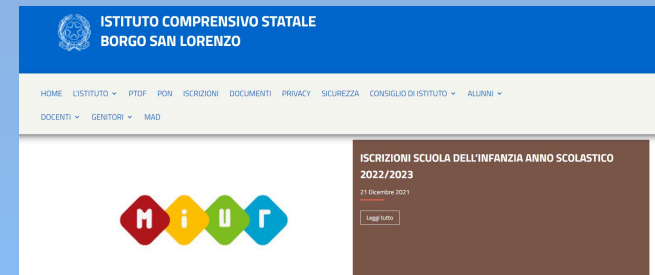 ISTITUTO COMPRENSIVO STATALE
BORGO SAN LORENZO
HOME L'ISTITUTO PTOF PON ISCRIZIONI DOCUMENTI PRIVACY SICUREZZA CONSIGLIO DI ISTITUTO ALUNNI
DOCENTI GENITORI MAD
ISCRIZIONI SCUOLA DELL'INFANZIA ANNO SCOLASTICO
2022/2023
21 Dicembre 2021
Leggi tutto
Miur